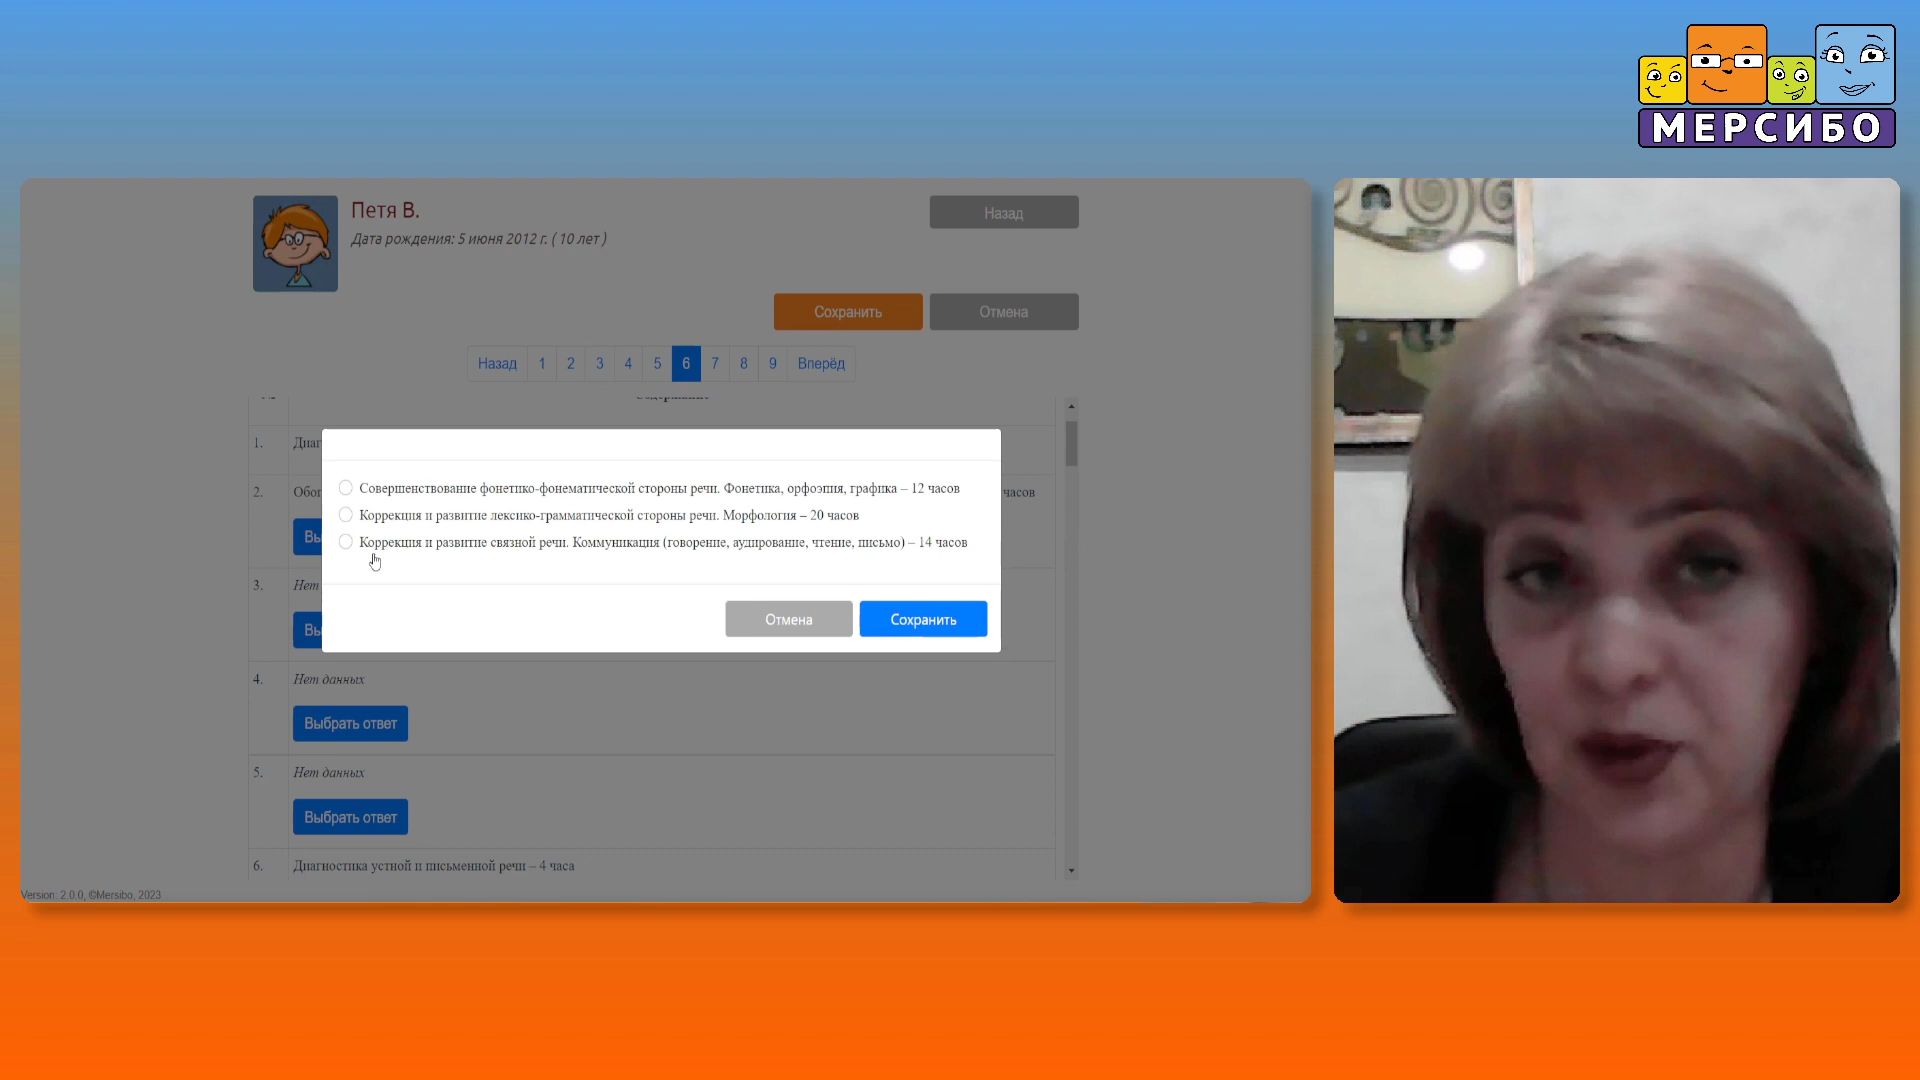 МЕРСИБО
Петя В.
Дата рождения: 5 июня 2012 г. ( 10 лет )
Назад
Сохранить
Отмена
Назад 1 2 3 4 5 6 7 8 9 Вперёд
1.
2.
часов
Совершенствование фонетико-фонематической стороны речи. Фонетика, орфоэпия, графика – 12 часов
Коррекция и развитие лексико-грамматической стороны речи. Морфология – 20 часов
Коррекция и развитие связной речи. Коммуникация (говорение, аудирование, чтение, письмо) – 14 часов
Отмена
Сохранить
3. Нет
4. Нет данных
Выбрать ответ
5. Нет данных
Выбрать ответ
6. Диагностика устной и письменной речи – 4 часа
Version: 2.0.0, ©Mersibo, 2023